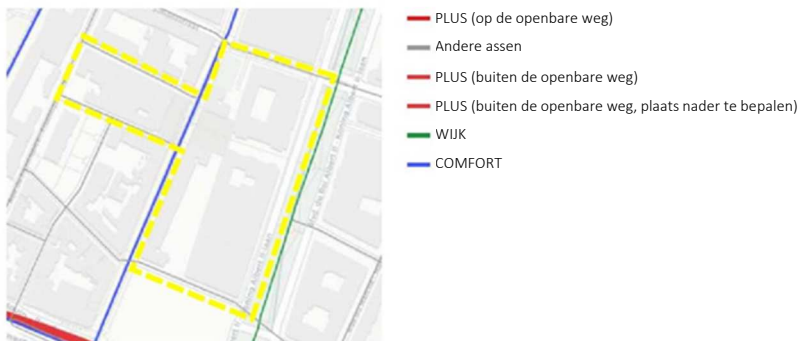 PLUS (op de openbare weg)
Andere assen
PLUS (buiten de openbare weg)
PLUS (buiten de openbare weg, plaats nader te bepalen)
WIJK
COMFORT